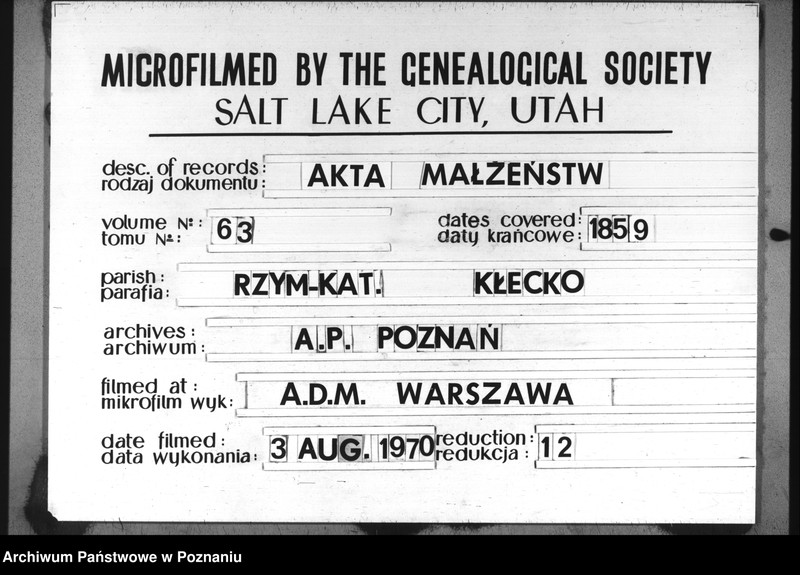 MICROFILMED BY THE GENEALOGICAL SOCIETY
SALT LAKE CITY, UTAH
desc. of records: AKTA MAŁŻEŃSTW
rodzaj dokumentu:
volume №: 63 dates covered: 1859
tomu №: daty krańcowe:
parish: RZYM-KAT. KŁECKO
parafia:
archives: A.P. POZNAŃ
archiwum:
filmed at: A.D.M. WARSZAWA
mikrofilm wyk:
date filmed: 3 AUG. 1970 reduction: 12
data wykonania: redukcja:
Archiwum Państwowe w Poznaniu